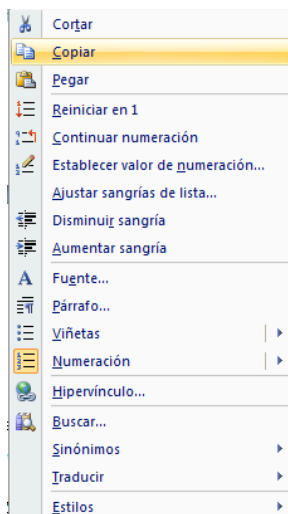 Cortar
Copiar
Pegar
Reiniciar en 1
Continuar numeración
Establecer valor de numeración...
Ajustar sangrías de lista...
Disminuir sangría
Aumentar sangría
Fuente...
Párrafo...
Viñetas
Numeración
Hipervínculo...
Buscar...
Sinónimos
Traducir
Estilos